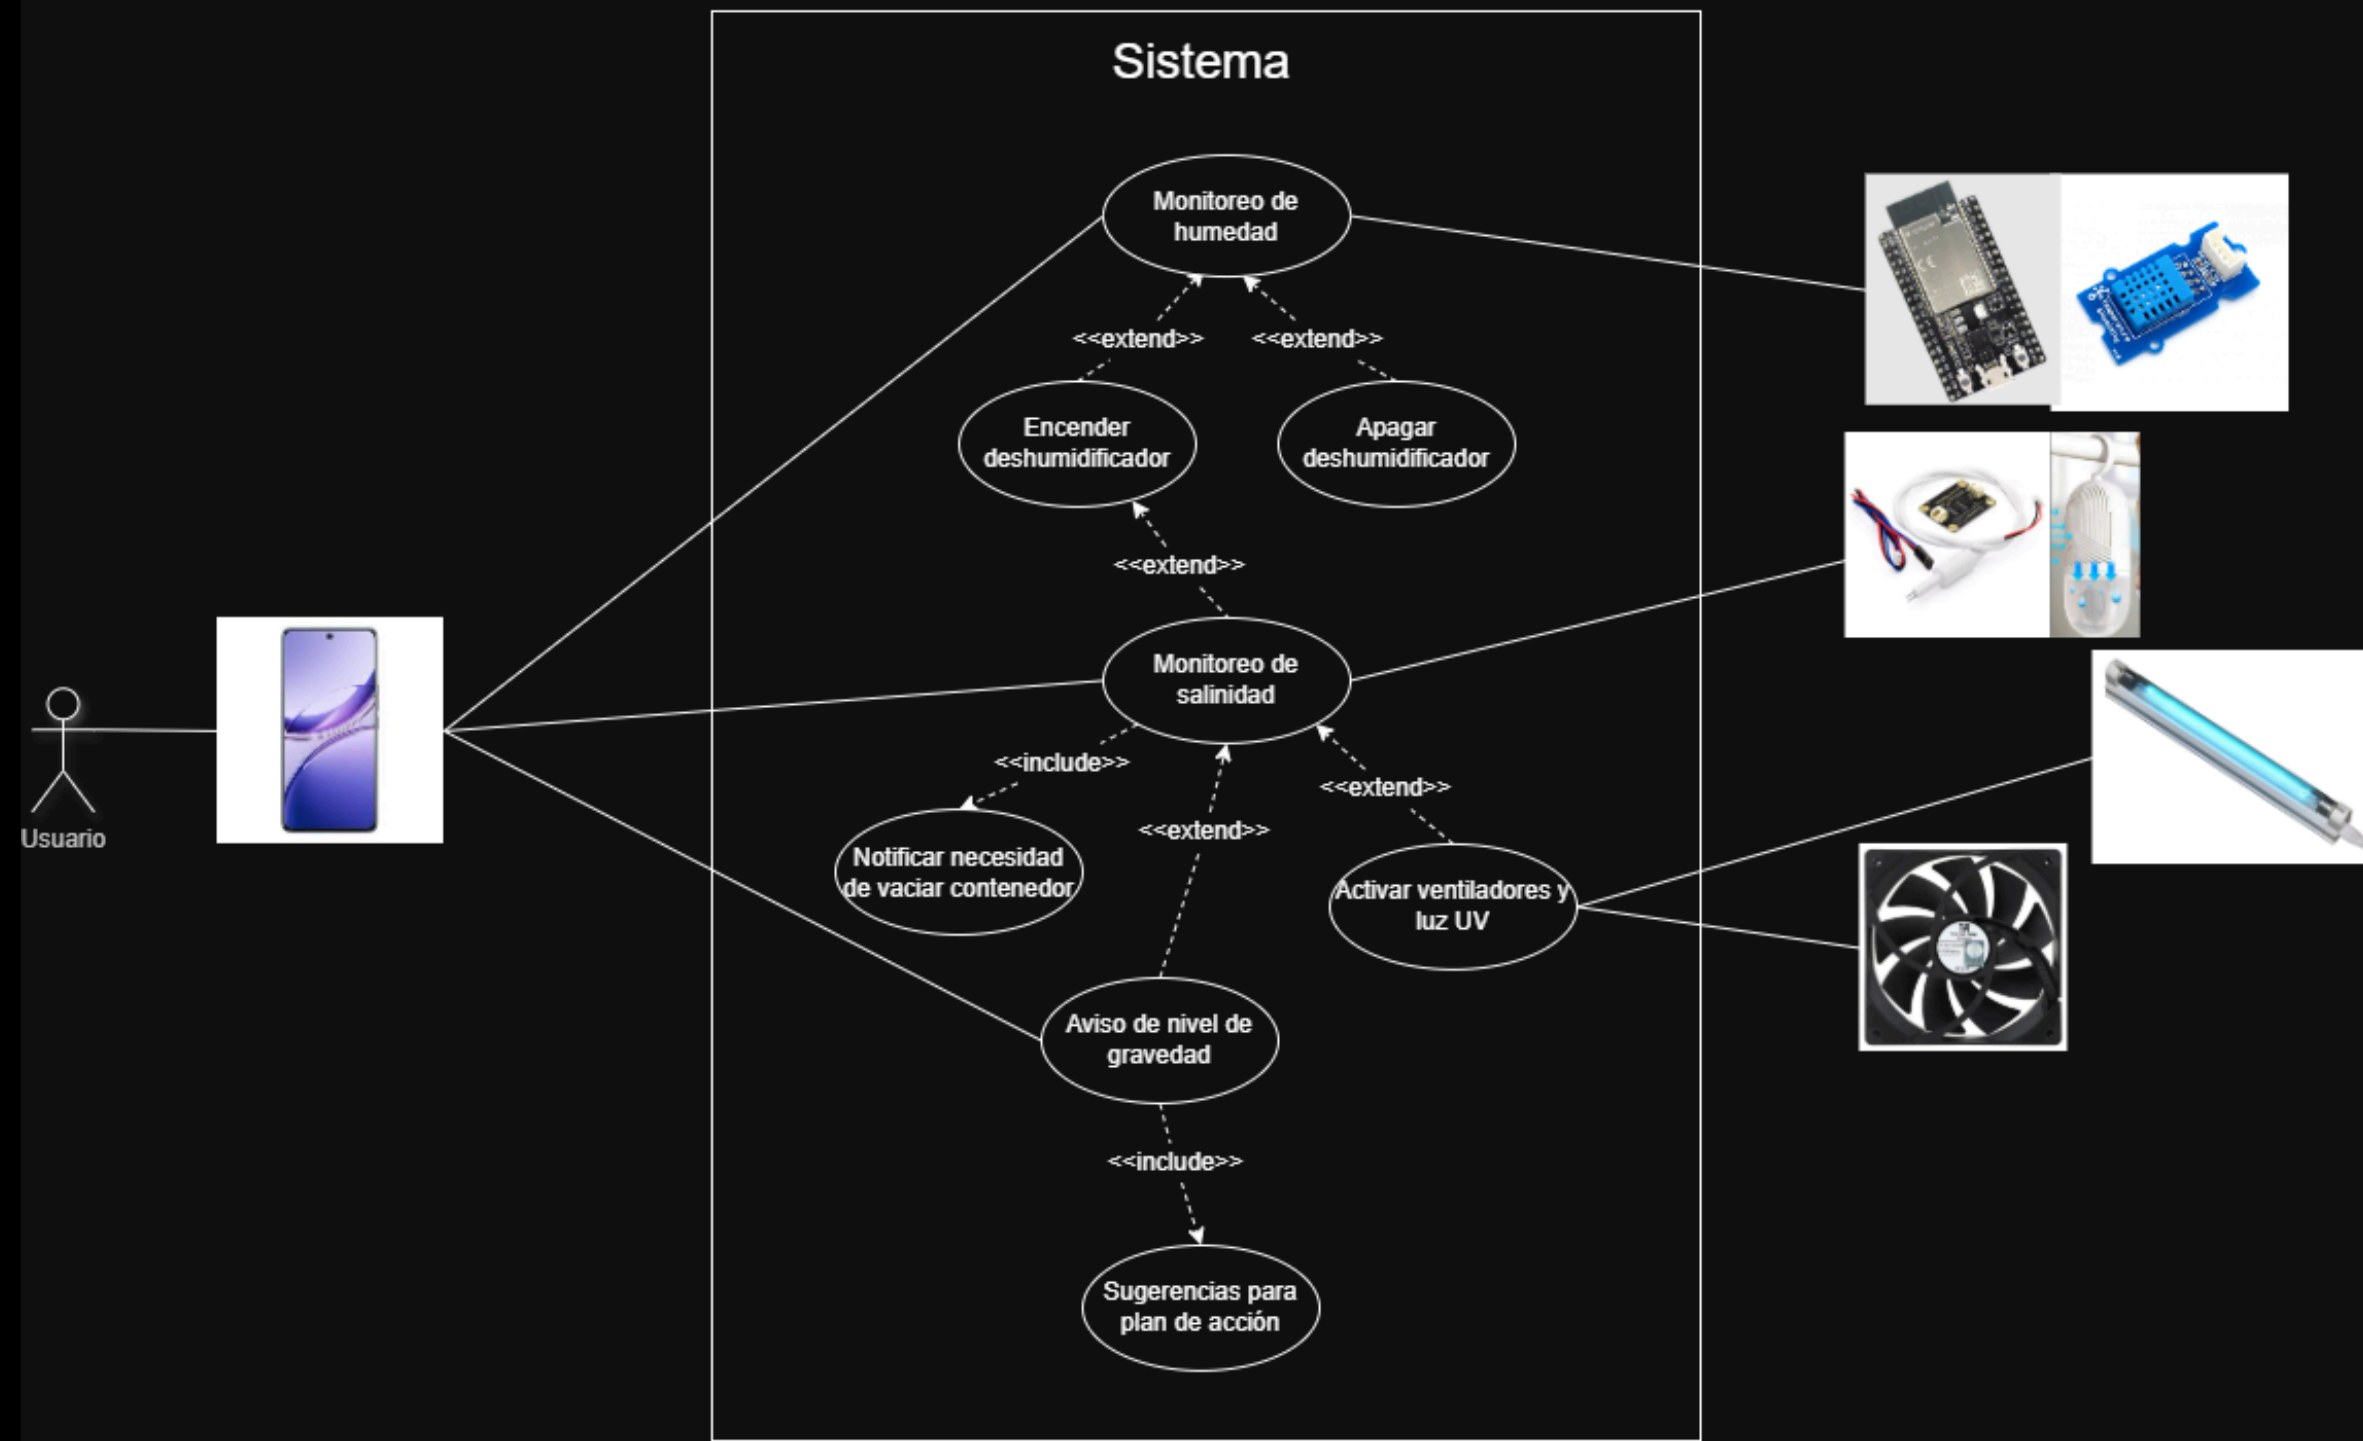 Sistema
Monitoreo de
humedad
<<extend>>
<<extend>>
Encender
deshumidificador
Apagar
deshumidificador
<<extend>>
Monitoreo de
salinidad
<<include>>
<<extend>>
<<extend>>
Notificar necesidad
de vaciar contenedor
Activar ventiladores y
luz UV
Usuario
Aviso de nivel de
gravedad
<<include>>
Sugerencias para
plan de acción